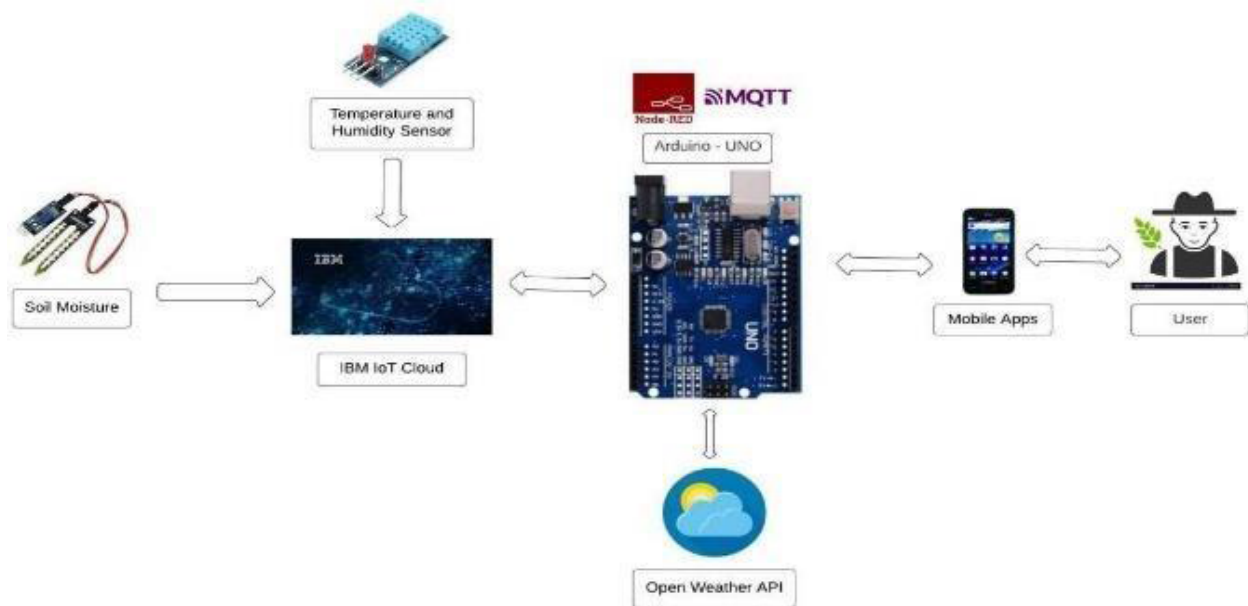 Temperature and
Humidity Sensor
Node-RED
MQTT
Arduino - UNO
Soil Moisture
IBM
IBM IoT Cloud
UNO
Mobile Apps
User
Open Weather API